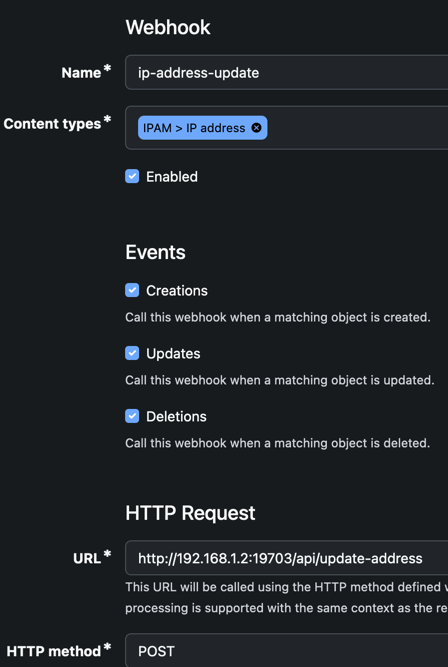 Webhook
Name*
ip-address-update
Content types*
IPAM > IP address
Enabled
Events
Creations
Call this webhook when a matching object is created.
Updates
Call this webhook when a matching object is updated.
Deletions
Call this webhook when a matching object is deleted.
HTTP Request
URL*
http://192.168.1.2:19703/api/update-address
This URL will be called using the HTTP method defined
processing is supported with the same context as the
HTTP method*
POST